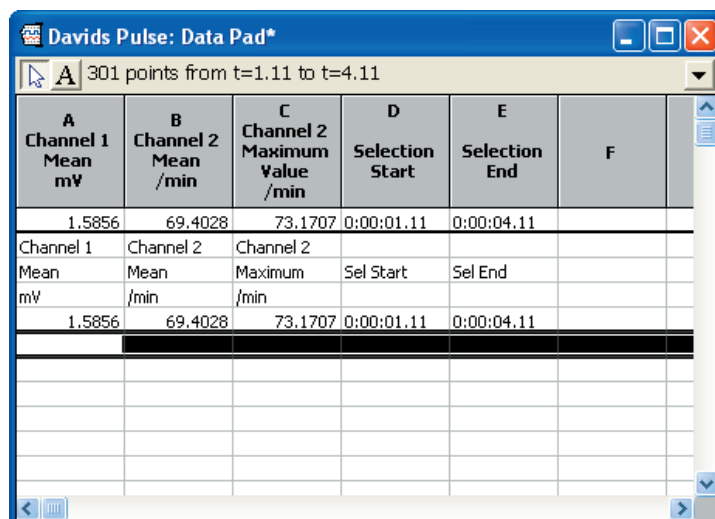 Davids Pulse: Data Pad*
A 301 points from t=1.11 to t=4.11
A Channel 1 Mean mV
B Channel 2 Mean /min
C Channel 2 Maximum Value /min
D Selection Start
E Selection End
F
1.5856 69.4028 73.1707 0:00:01.11 0:00:04.11
Channel 1 Channel 2 Channel 2
Mean Mean Maximum Sel Start Sel End
mV /min /min
1.5856 69.4028 73.1707 0:00:01.11 0:00:04.11